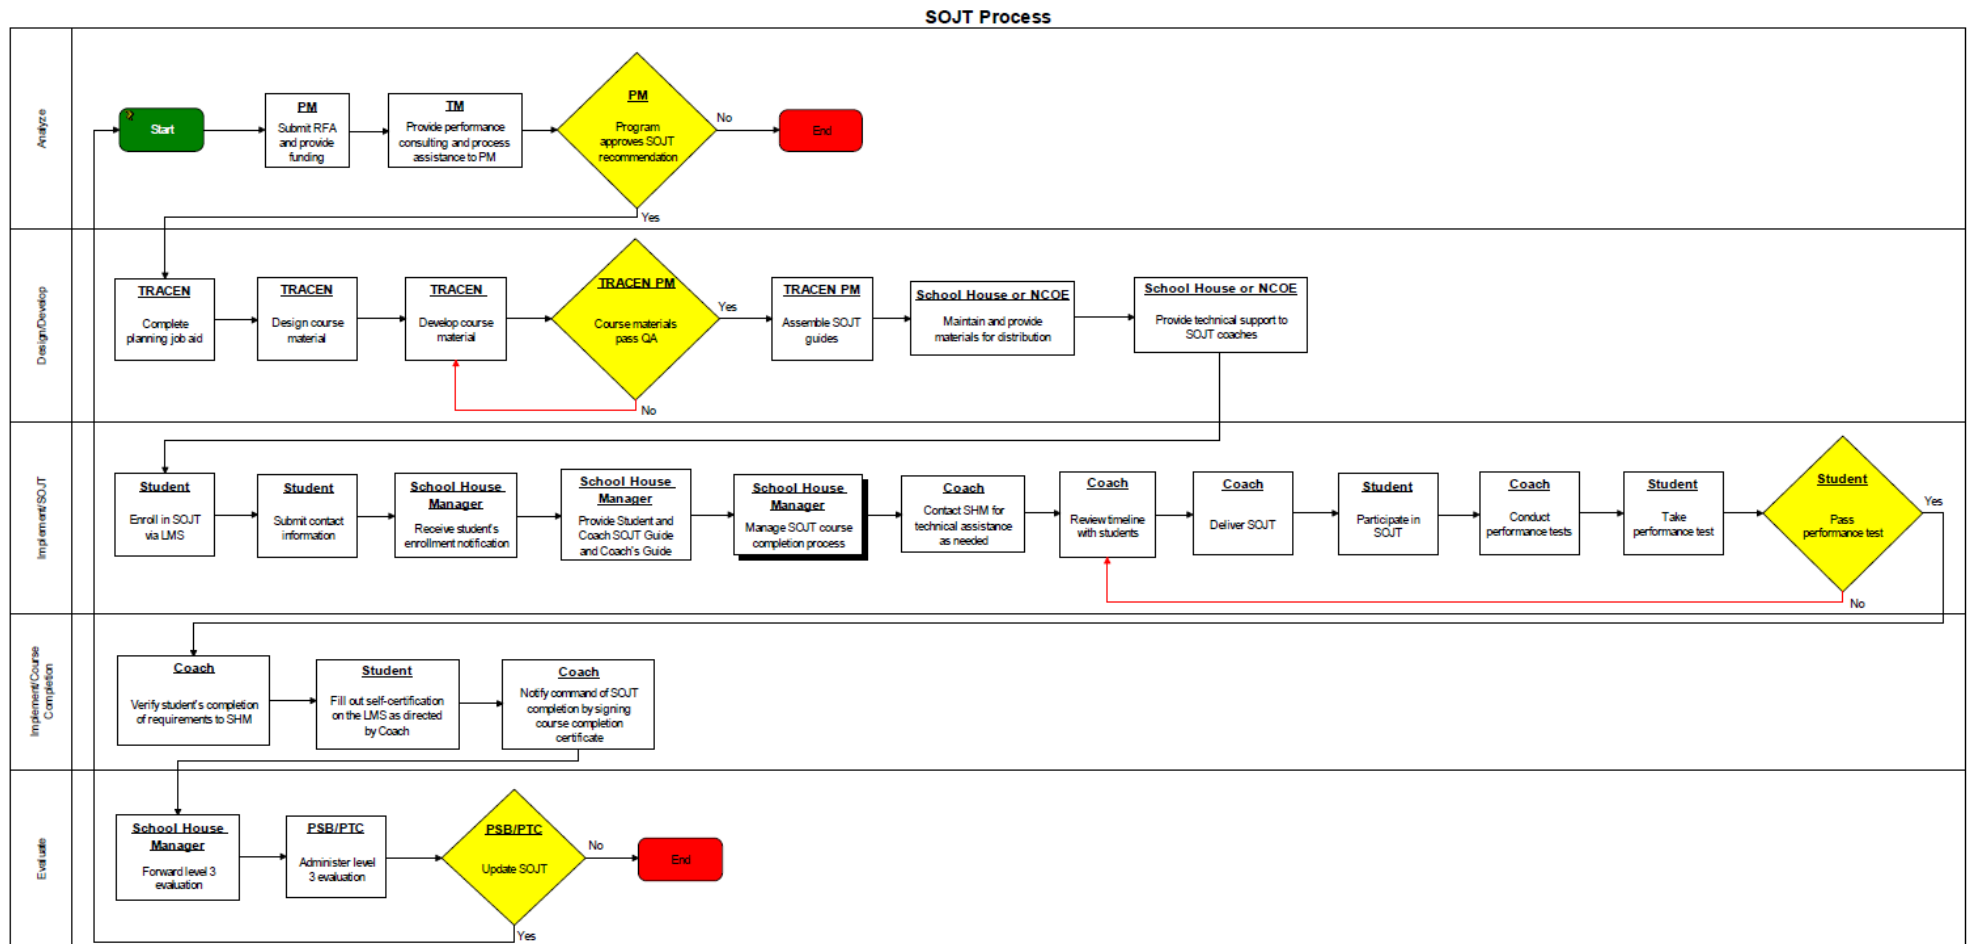 SOJT Process
Analyze
Start
PM
Submit RFA
and provide
funding
TM
Provide performance
consulting and process
assistance to PM
PM
Program
approves SOJT
recommendation
No
End
Yes
Design/Develop
TRACEN
Complete
planning job aid
TRACEN
Design course
material
TRACEN
Develop course
material
TRACEN PM
Course materials
pass QA
Yes
No
TRACEN PM
Assemble SOJT
guides
School House or NCOE
Maintain and provide
materials for distribution
School House or NCOE
Provide technical support to
SOJT coaches
Implement/SOJT
Student
Enroll in SOJT
via LMS
Student
Submit contact
information
School House
Manager
Receive student's
enrollment notification
School House
Manager
Provide Student and
Coach SOJT Guide
and Coach's Guide
School House
Manager
Manage SOJT course
completion process
Coach
Contact SHM for
technical assistance
as needed
Coach
Review timeline
with students
Coach
Deliver SOJT
Student
Participate in
SOJT
Coach
Conduct
performance tests
Student
Take
performance test
Student
Pass
performance test
Yes
No
Implement/Course
Completion
Coach
Verify student's completion
of requirements to SHM
Student
Fill out self-certification
on the LMS as directed
by Coach
Coach
Notify command of SOJT
completion by signing
course completion
certificate
Evaluate
School House
Manager
Forward level 3
evaluation
PSB/PTC
Administer level
3 evaluation
PSB/PTC
Update SOJT
No
End
Yes